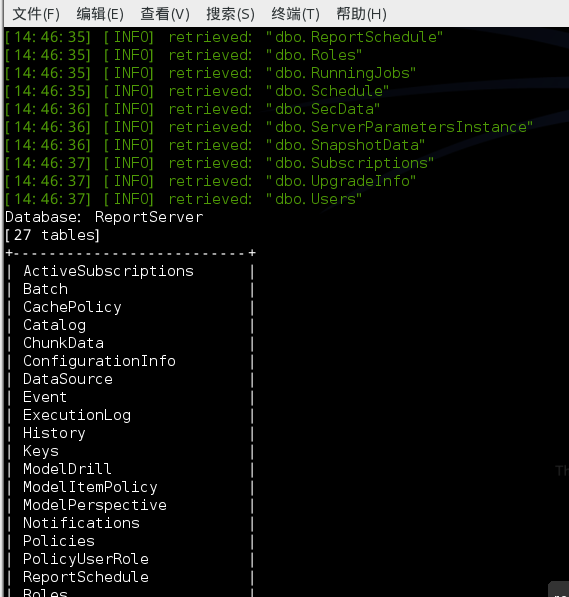 文件(F) 编辑(E) 查看(V) 搜索(S) 终端(T) 帮助(H)
[14:46:35] [INFO] retrieved: "dbo.ReportSchedule"
[14:46:35] [INFO] retrieved: "dbo.Roles"
[14:46:35] [INFO] retrieved: "dbo.RunningJobs"
[14:46:35] [INFO] retrieved: "dbo.Schedule"
[14:46:36] [INFO] retrieved: "dbo.SecData"
[14:46:36] [INFO] retrieved: "dbo.ServerParametersInstance"
[14:46:36] [INFO] retrieved: "dbo.SnapshotData"
[14:46:37] [INFO] retrieved: "dbo.Subscriptions"
[14:46:37] [INFO] retrieved: "dbo.UpgradeInfo"
[14:46:37] [INFO] retrieved: "dbo.Users"
Database: ReportServer
[27 tables]
+--------------------------+
| ActiveSubscriptions |
| Batch |
| CachePolicy |
| Catalog |
| ChunkData |
| ConfigurationInfo |
| DataSource |
| Event |
| ExecutionLog |
| History |
| Keys |
| ModelDrill |
| ModelItemPolicy |
| ModelPerspective |
| Notifications |
| Policies |
| PolicyUserRole |
| ReportSchedule |
| Roles |